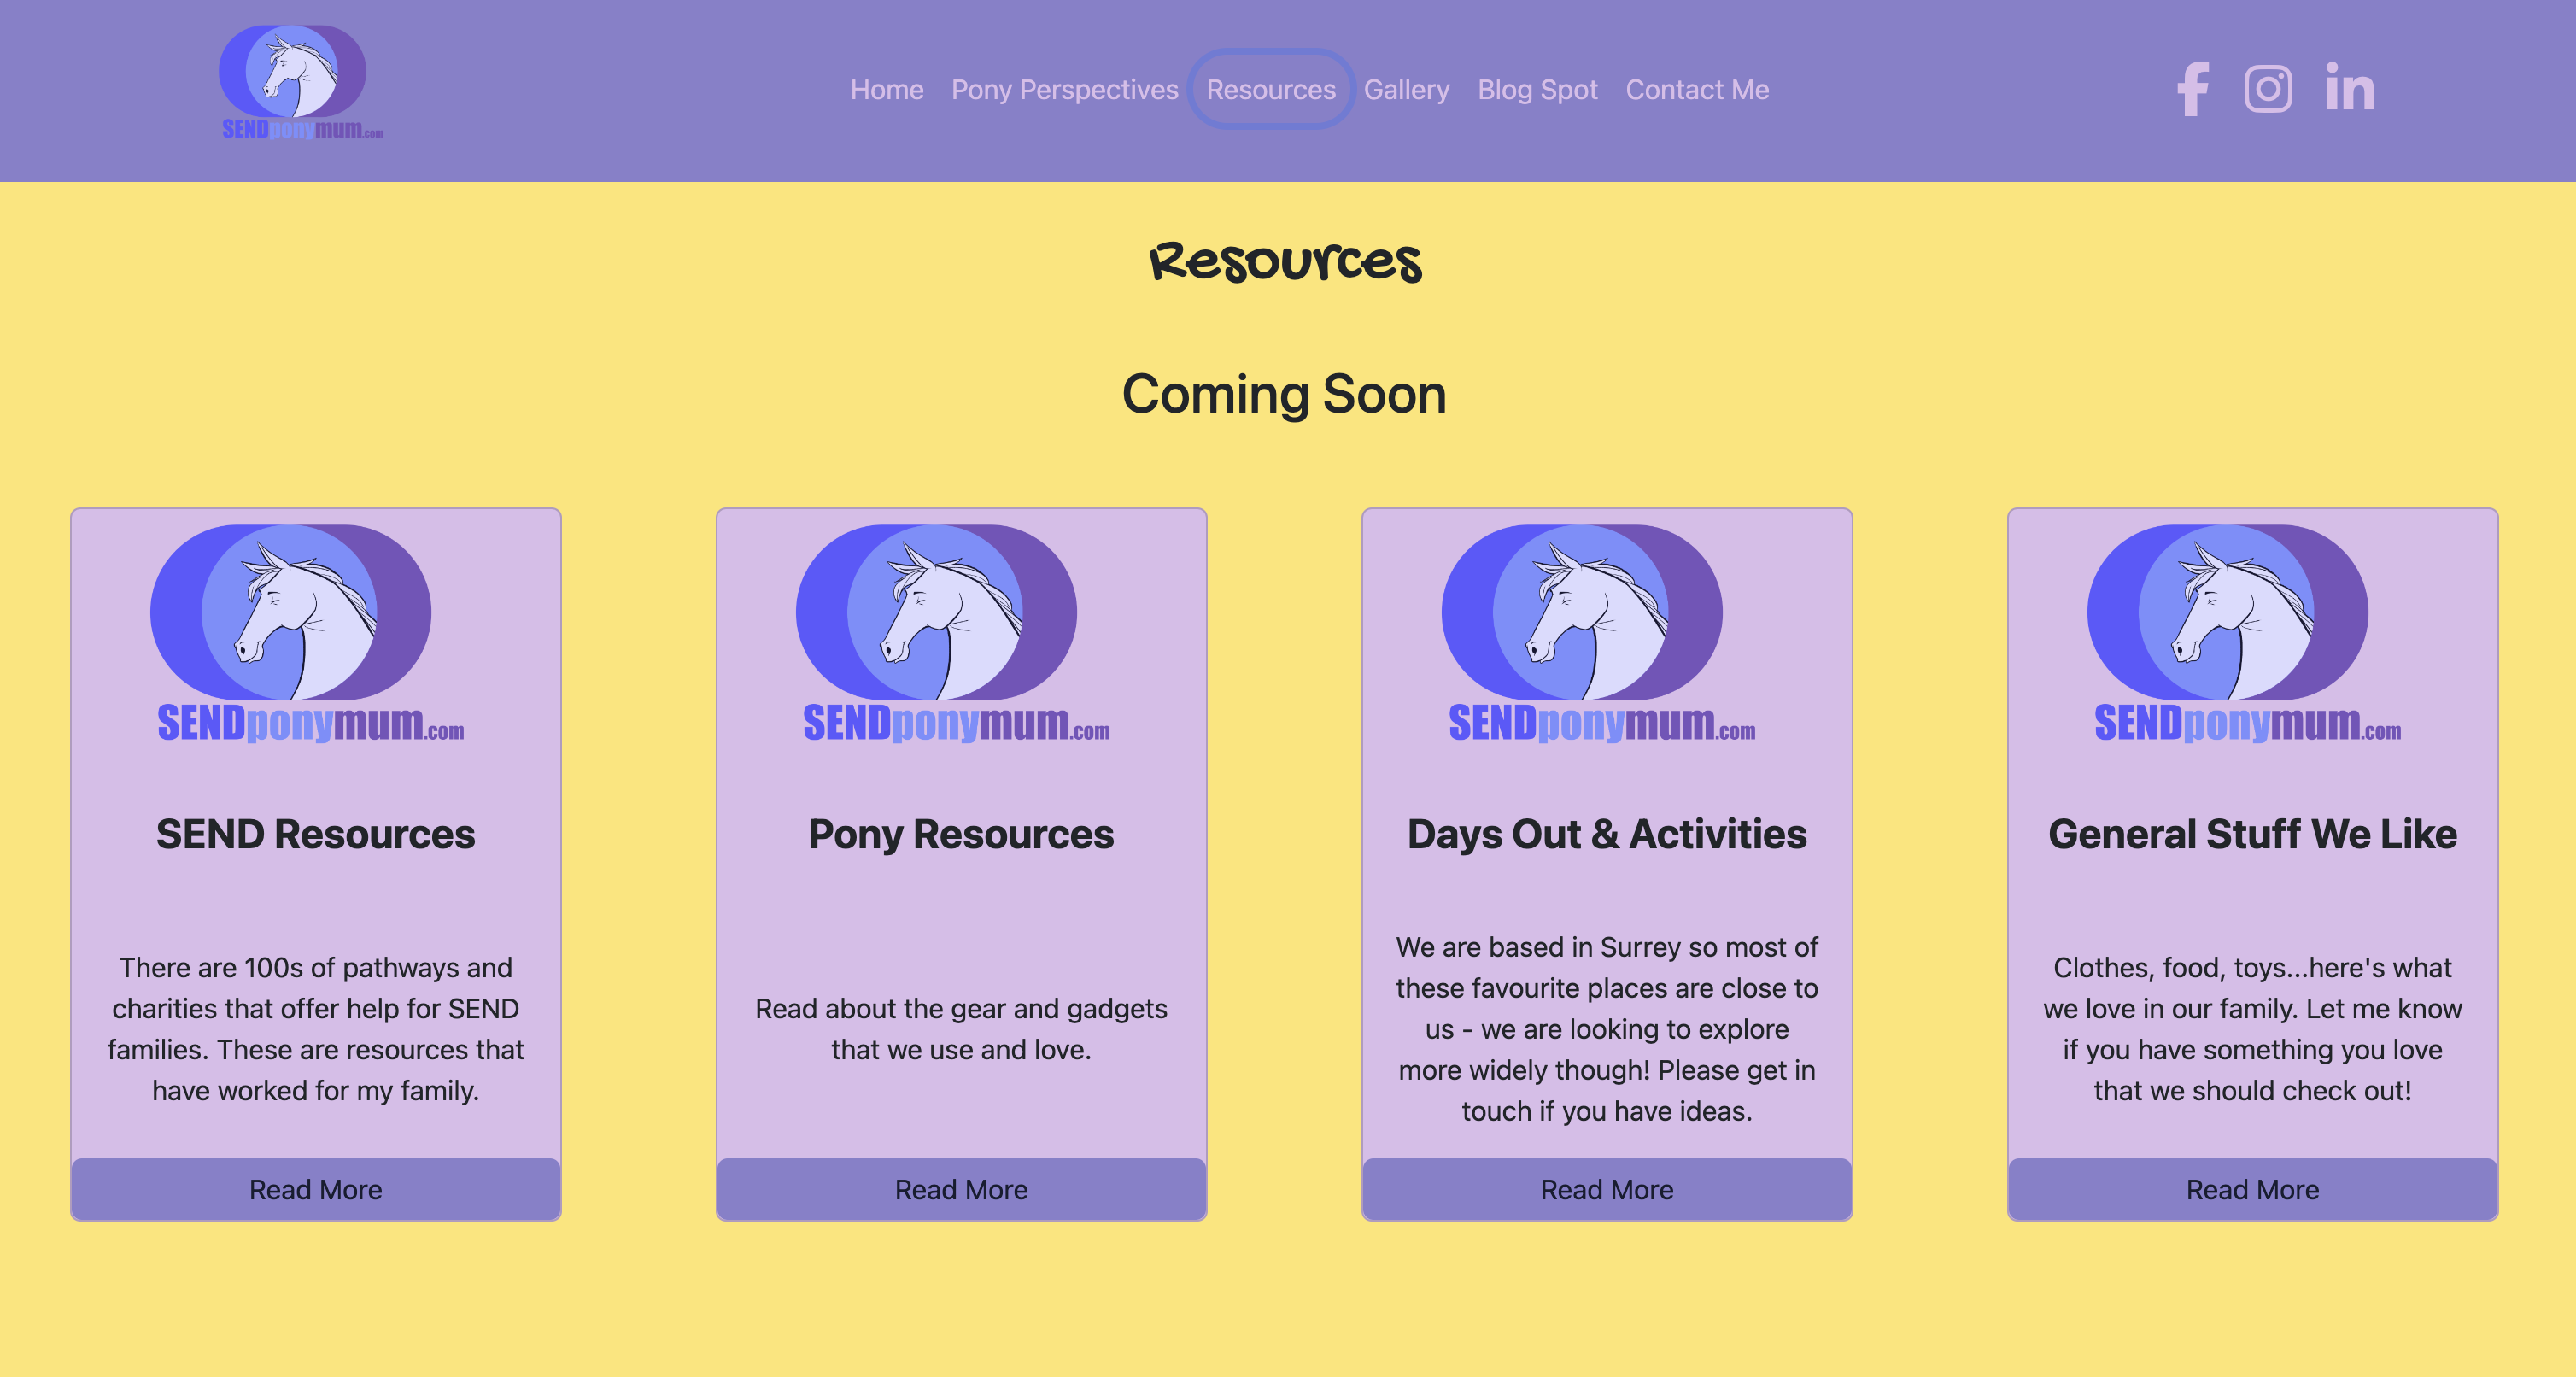 SENDponymum.com
Home Pony Perspectives Resources Gallery Blog Spot Contact Me
Resources
Coming Soon
SENDponymum.com
SEND Resources
There are 100s of pathways and
charities that offer help for SEND
families. These are resources that
have worked for my family.
Read More
SENDponymum.com
Pony Resources
Read about the gear and gadgets
that we use and love.
Read More
SENDponymum.com
Days Out & Activities
We are based in Surrey so most of
these favourite places are close to
us - we are looking to explore
more widely though! Please get in
touch if you have ideas.
Read More
SENDponymum.com
General Stuff We Like
Clothes, food, toys...here's what
we love in our family. Let me know
if you have something you love
that we should check out!
Read More